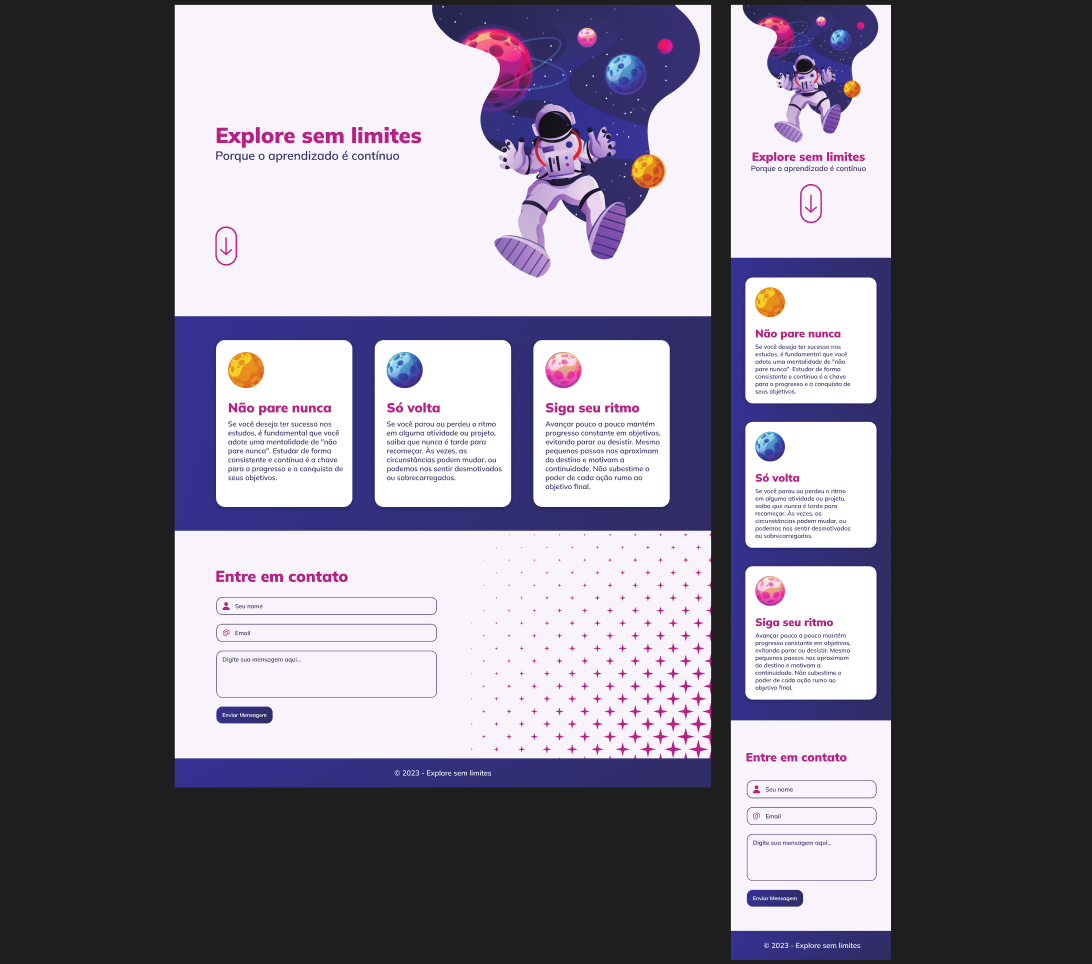 Explore sem limites
Porque o aprendizado é contínuo
Não pare nunca
Se você deseja ter sucesso nos
estudos, é fundamental que você
adote uma mentalidade de "não
pare nunca". Estudar de forma
consistente e contínua é a chave
para o progresso e a conquista de
seus objetivos.
Só volta
Se você parou ou perdeu o ritmo
em alguma atividade ou projeto,
saiba que nunca é tarde para
recomeçar. Às vezes, as
circunstâncias podem mudar, ou
podemos nos sentir desmotivados
ou sobrecarregados.
Siga seu ritmo
Avançar pouco a pouco mantém
progresso constante em objetivos,
evitando parar ou desistir. Mesmo
pequenos passos nos aproximam
do destino e motivam a
continuidade. Não subestime o
poder de cada ação rumo ao
objetivo final.
Entre em contato
Seu nome
@ Email
Digite sua mensagem aqui...
Enviar Mensagem
© 2023 - Explore sem limites
Explore sem limites
Porque o aprendizado é contínuo
Não pare nunca
Se você deseja ter sucesso nos
estudos, é fundamental que você
adote uma mentalidade de "não
pare nunca". Estudar de forma
consistente e contínua é a chave
para o progresso e a conquista de
seus objetivos.
Só volta
Se você parou ou perdeu o ritmo
em alguma atividade ou projeto,
saiba que nunca é tarde para
recomeçar. Às vezes, as
circunstâncias podem mudar, ou
podemos nos sentir desmotivados
ou sobrecarregados.
Siga seu ritmo
Avançar pouco a pouco mantém
progresso constante em objetivos,
evitando parar ou desistir. Mesmo
pequenos passos nos aproximam
do destino e motivam a
continuidade. Não subestime o
poder de cada ação rumo ao
objetivo final.
Entre em contato
Seu nome
@ Email
Digite sua mensagem aqui...
Enviar Mensagem
© 2023 - Explore sem limites